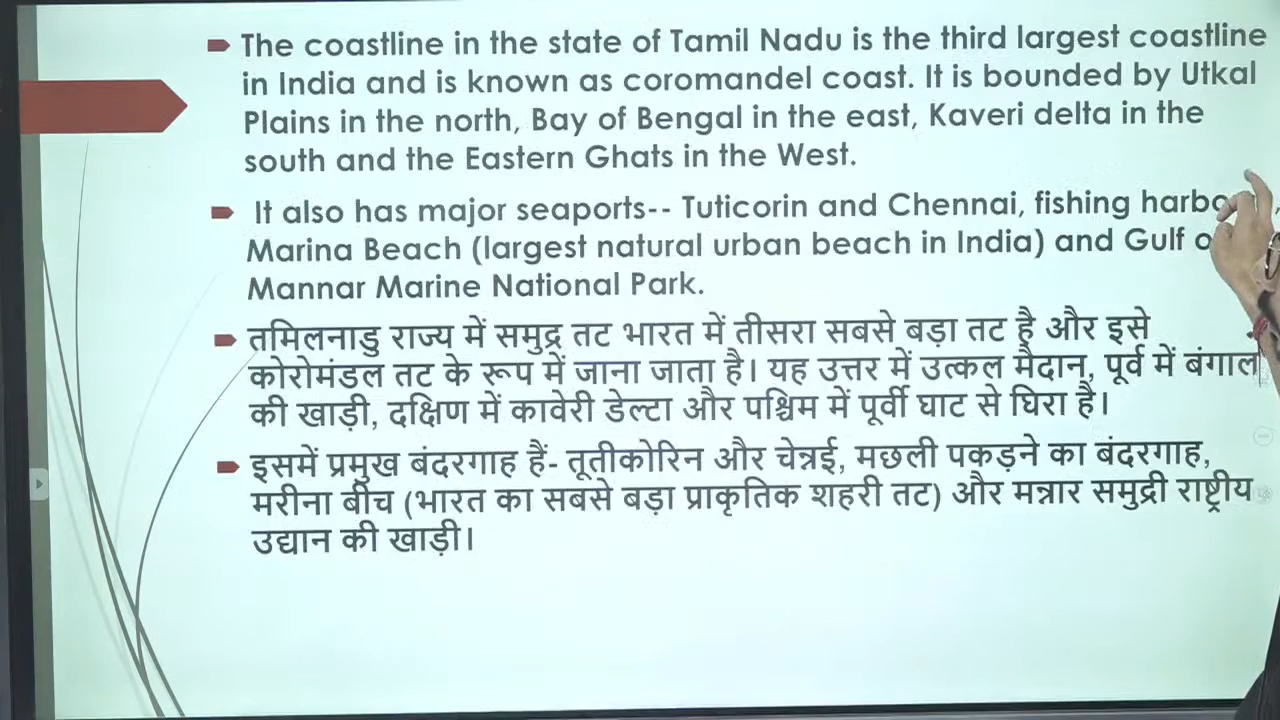 The coastline in the state of Tamil Nadu is the third largest coastline
in India and is known as coromandel coast. It is bounded by Utkal
Plains in the north, Bay of Bengal in the east, Kaveri delta in the
south and the Eastern Ghats in the West.
It also has major seaports-- Tuticorin and Chennai, fishing
Marina Beach (largest natural urban beach in India) and Gulf
Mannar Marine National Park.
तमिलनाडु राज्य में समुद्र तट भारत में तीसरा सबसे बड़ा तट है और इसे
कोरोमंडल तट के रूप में जाना जाता है। यह उत्तर में उत्कल मैदान, पूर्व में बंगाल
की खाड़ी, दक्षिण में कावेरी डेल्टा और पश्चिम में पूर्वी घाट से घिरा है।
इसमें प्रमुख बंदरगाह हैं- तूतीकोरिन और चेन्नई, मछली पकड़ने का बंदरगाह,
मरीना बीच (भारत का सबसे बड़ा प्राकृतिक शहरी तट) और मन्नार समुद्री राष्ट्रीय
उद्यान की खाड़ी।